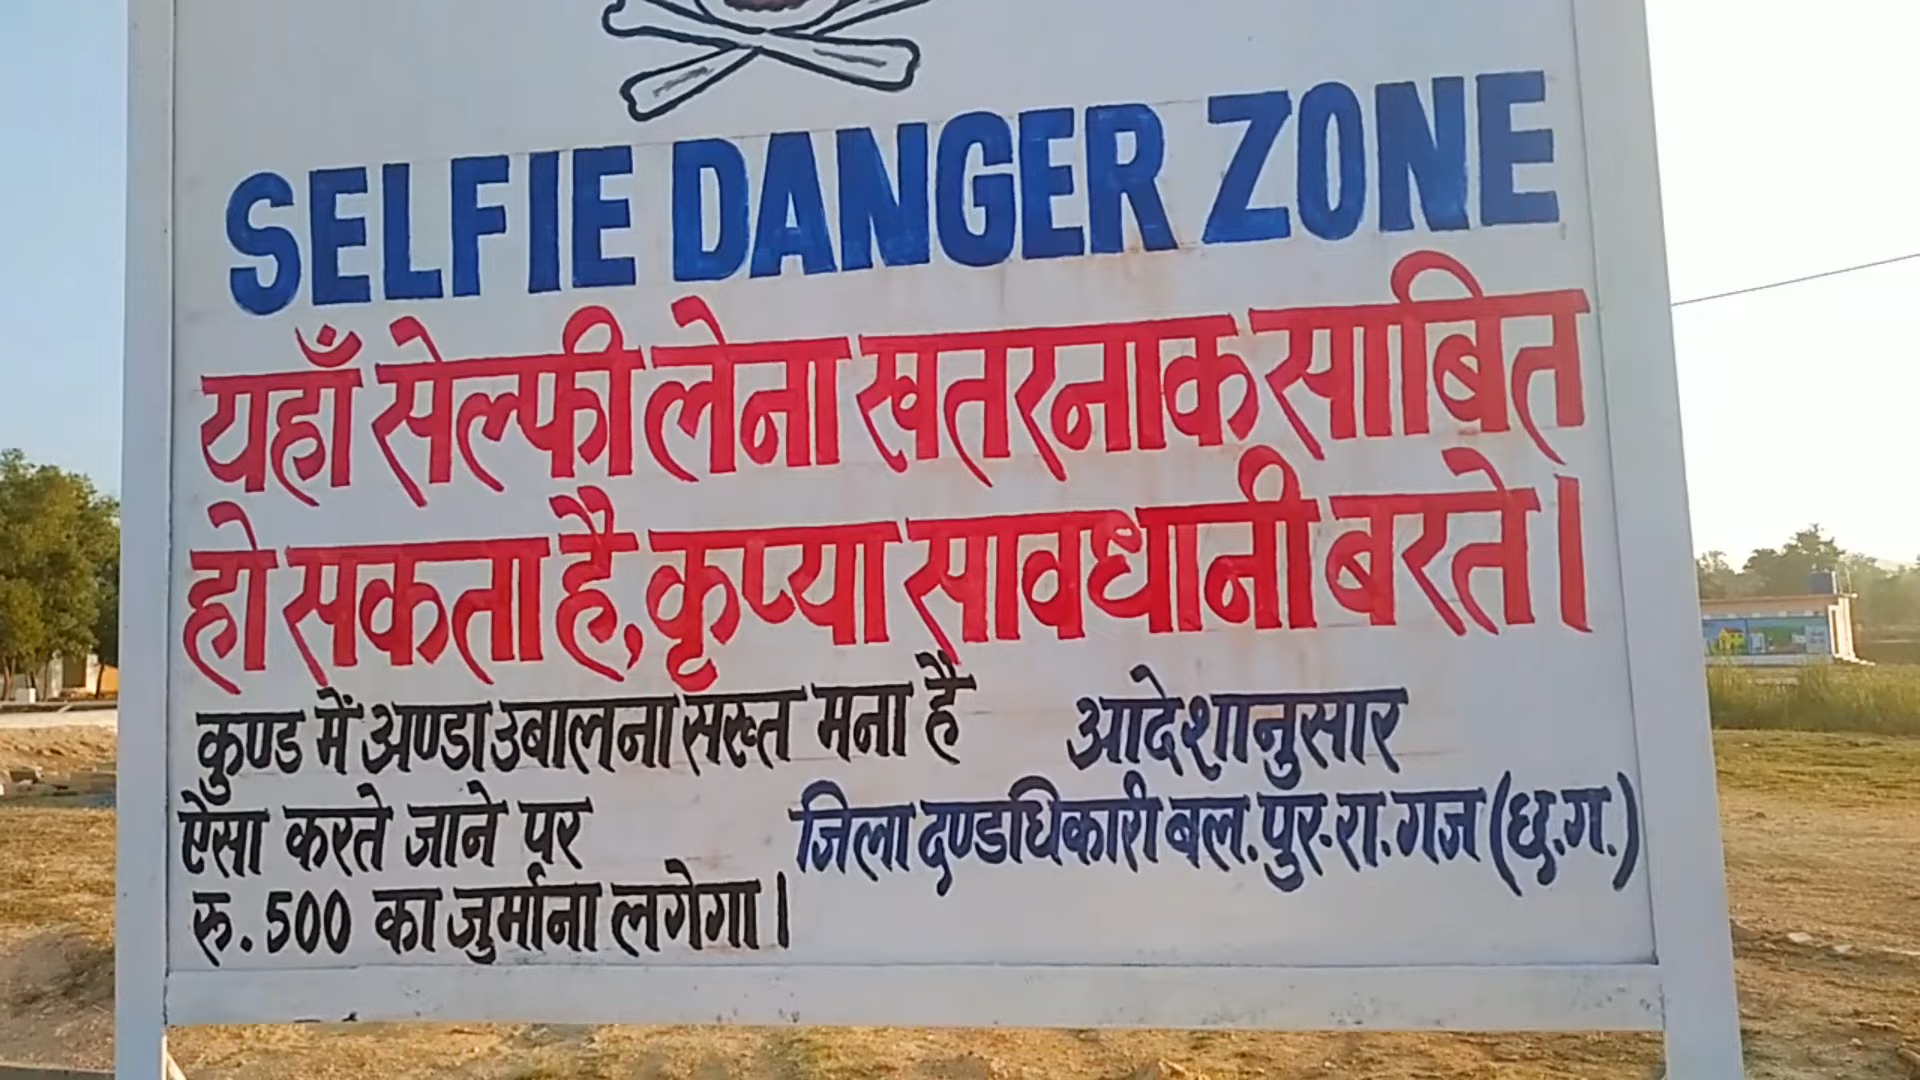 SELFIE DANGER ZONE
यहाँ सेल्फी लेना खतरनाक साबित
हो सकता है, कृप्या सावधानी बरते।
कुण्ड में अण्डा उबालना सख्त मना है
ऐसा करते जाने पर
रु. 500 का जुर्माना लगेगा।
आदेशानुसार
जिला दण्डधिकारी बल.पुर.रा.गज (छ.ग.)